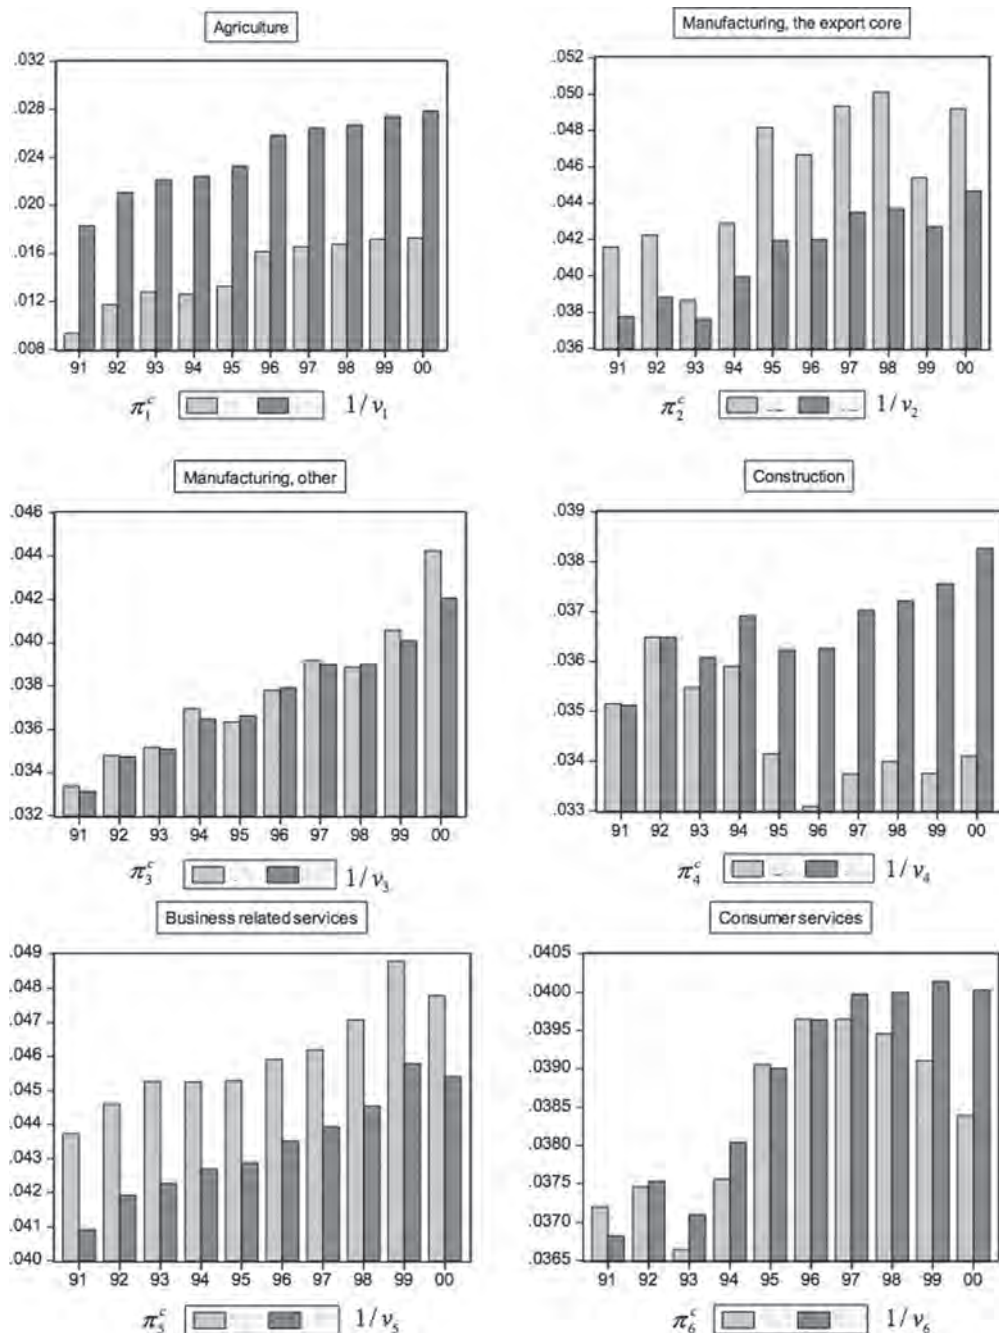 Agriculture
.032
.028
.024
.020
.016
.012
.008
91 92 93 94 95 96 97 98 99 00
π₁ᶜ 1/ν₁
Manufacturing, the export core
.052
.050
.048
.046
.044
.042
.040
.038
.036
91 92 93 94 95 96 97 98 99 00
π₂ᶜ 1/ν₂
Manufacturing, other
.046
.044
.042
.040
.038
.036
.034
.032
91 92 93 94 95 96 97 98 99 00
π₃ᶜ 1/ν₃
Construction
.039
.038
.037
.036
.035
.034
.033
91 92 93 94 95 96 97 98 99 00
π₄ᶜ 1/ν₄
Business related services
.049
.048
.047
.046
.045
.044
.043
.042
.041
.040
91 92 93 94 95 96 97 98 99 00
π₅ᶜ 1/ν₅
Consumer services
.0405
.0400
.0395
.0390
.0385
.0380
.0375
.0370
.0365
91 92 93 94 95 96 97 98 99 00
π₆ᶜ 1/ν₆